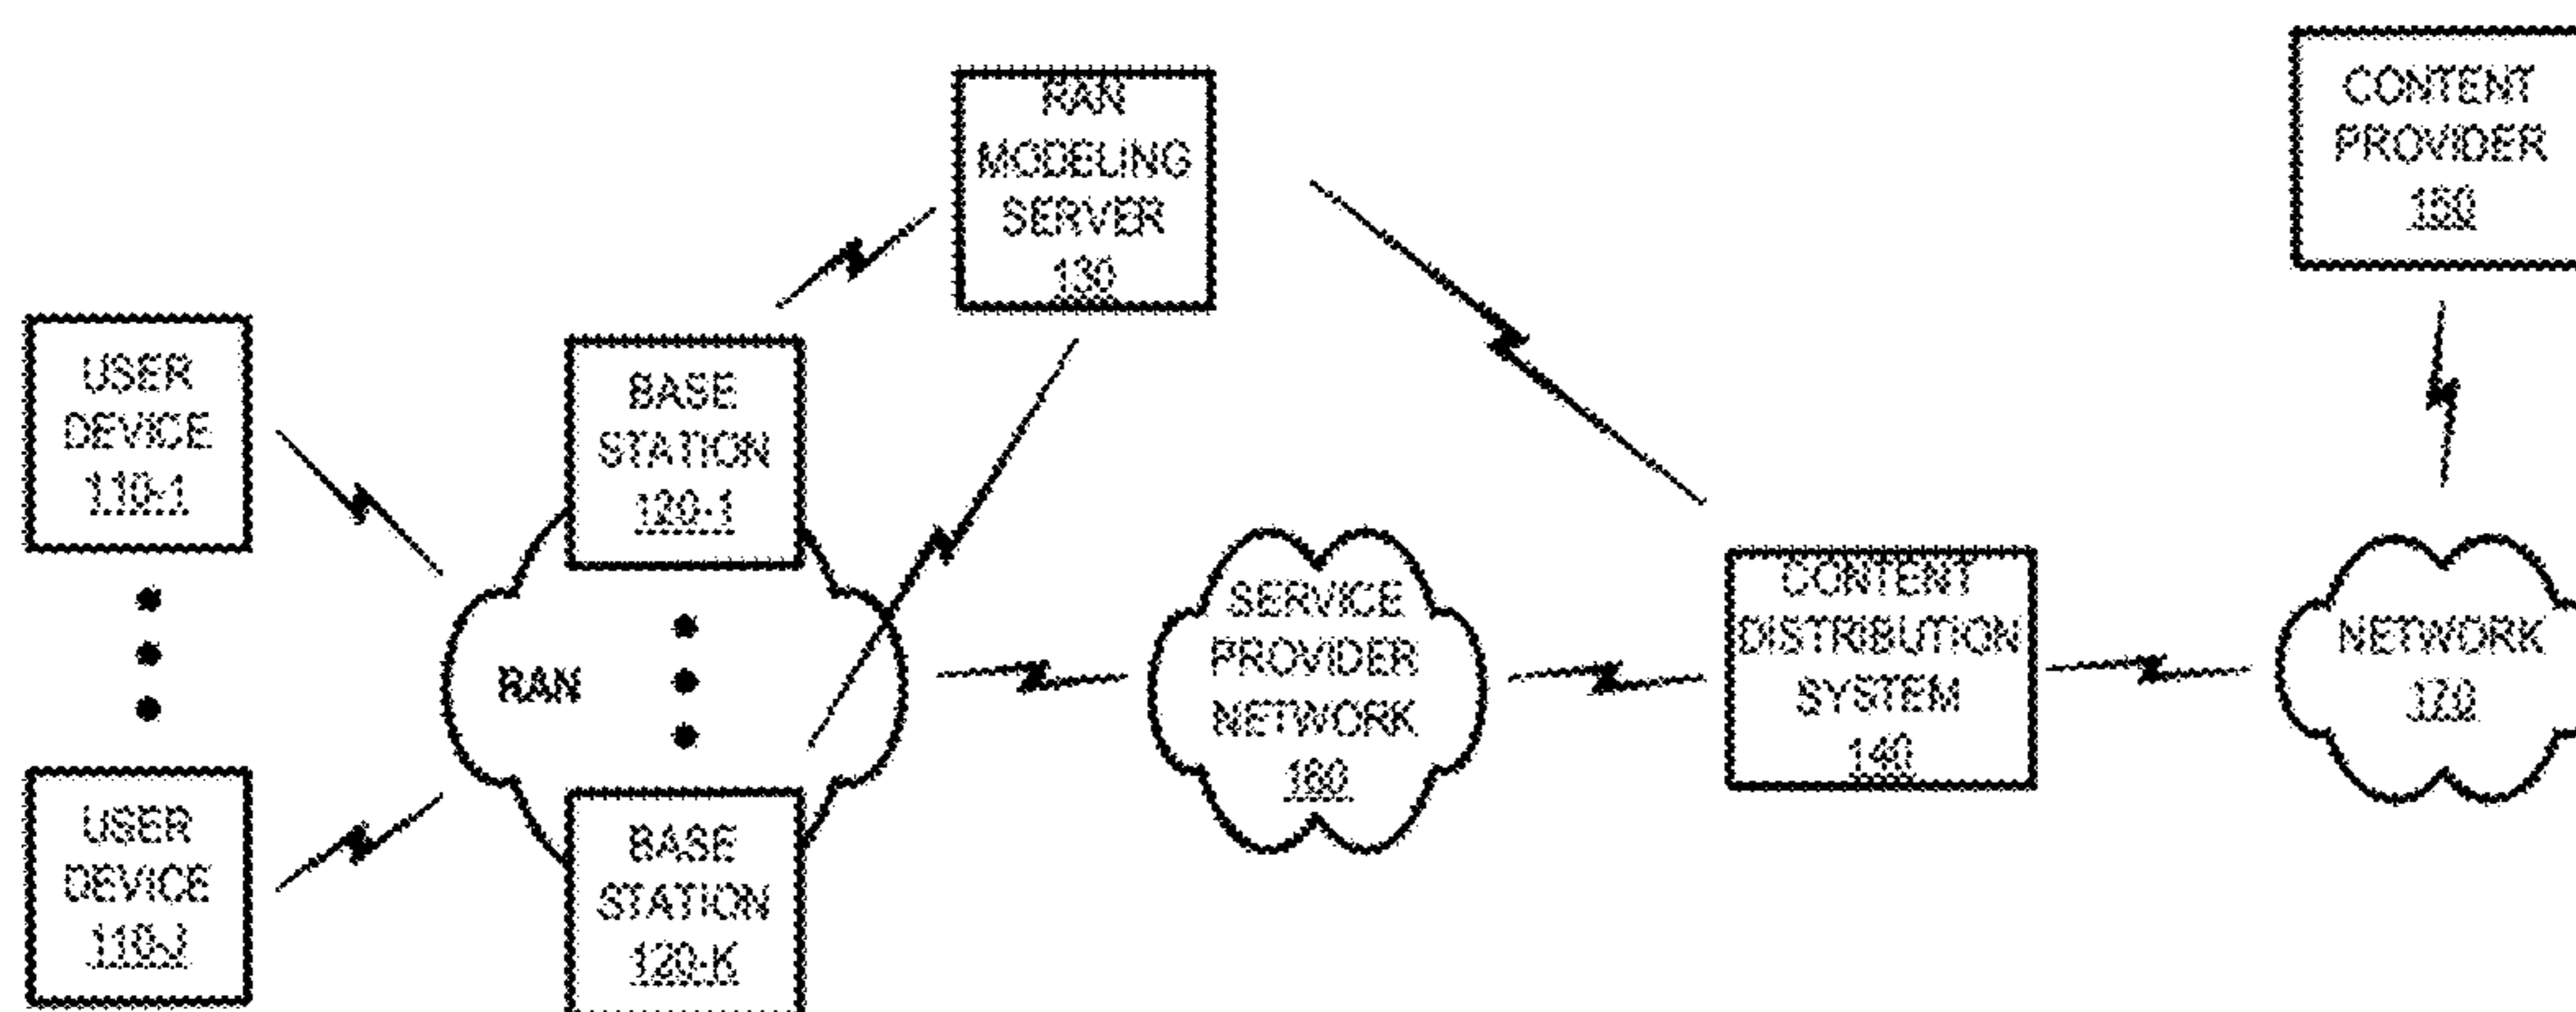 RAN
MODELING
SERVER
130
CONTENT
PROVIDER
150
USER
DEVICE
110-1
BASE
STATION
120-1
RAN
SERVICE
PROVIDER
NETWORK
160
CONTENT
DISTRIBUTION
SYSTEM
140
NETWORK
170
USER
DEVICE
110-J
BASE
STATION
120-K